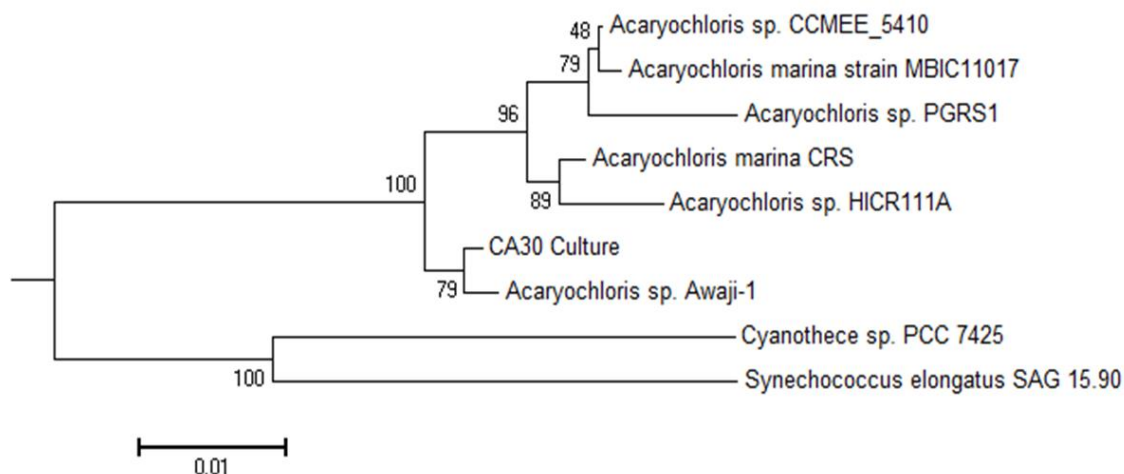 48
Acaryochloris sp. CCMEE_5410
79
Acaryochloris marina strain MBIC11017
96
Acaryochloris sp. PGRS1
Acaryochloris marina CRS
100
89
Acaryochloris sp. HICR111A
CA30 Culture
79
Acaryochloris sp. Awaji-1
Cyanothece sp. PCC 7425
100
Synechococcus elongatus SAG 15.90
0.01